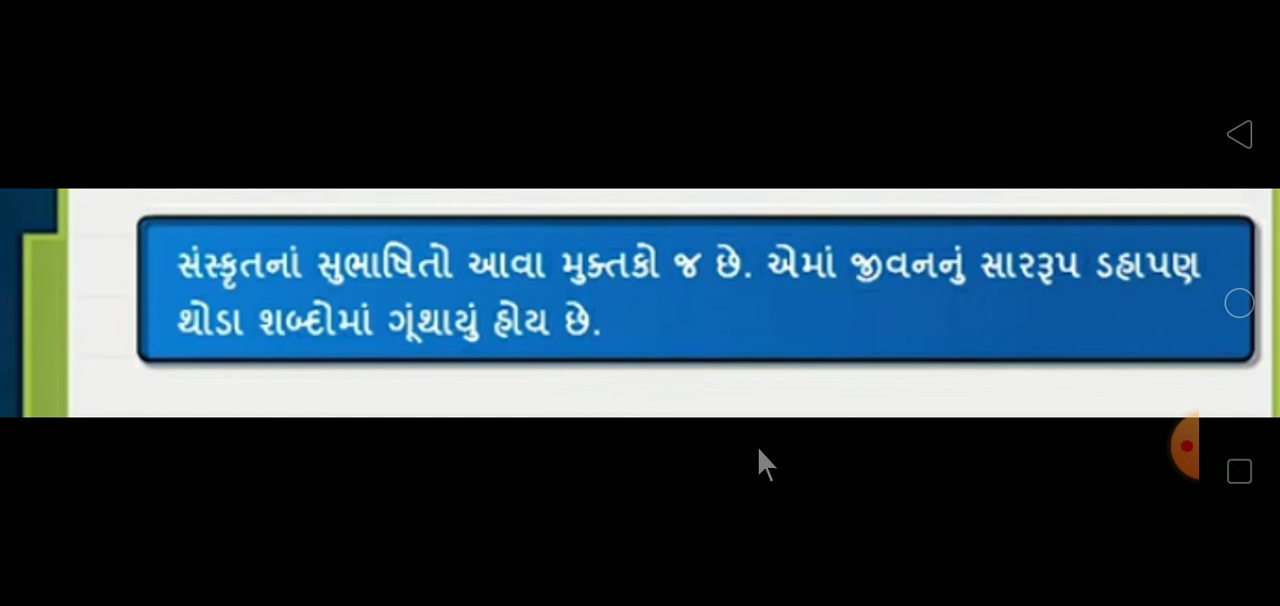 સંસ્કૃતનાં સુભાષિતો આવા મુક્તકો જ છે. એમાં જીવનનું સારરૂપ ડહાપણ
થોડા શબ્દોમાં ગૂંથાયું હોય છે.